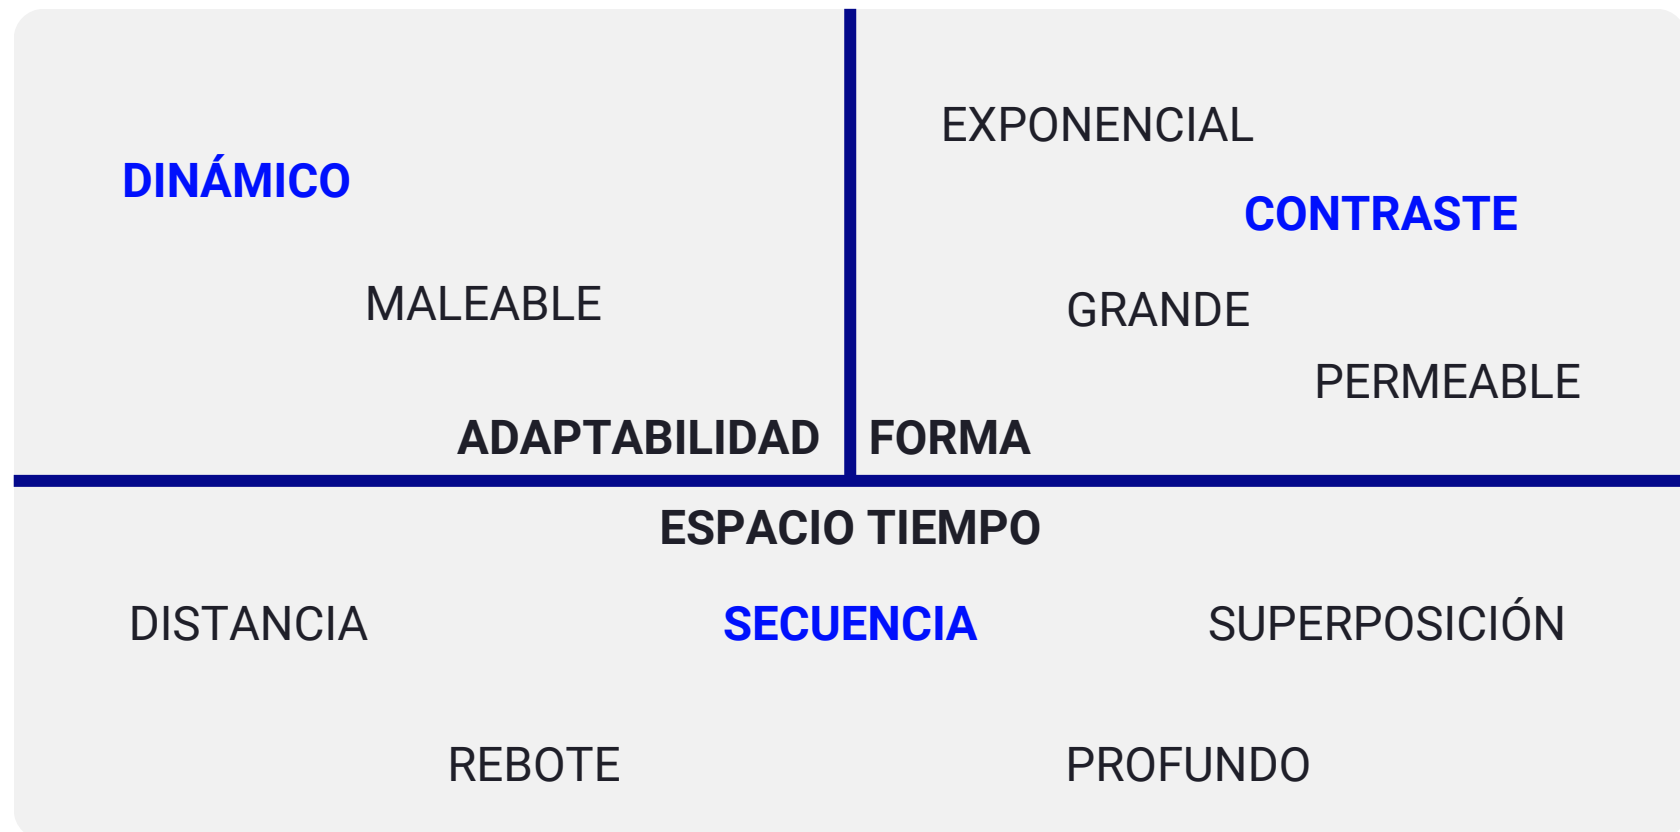 DINÁMICO
MALEABLE
ADAPTABILIDAD
EXPONENCIAL
CONTRASTE
GRANDE
PERMEABLE
FORMA
ESPACIO TIEMPO
DISTANCIA
SECUENCIA
SUPERPOSICIÓN
REBOTE
PROFUNDO